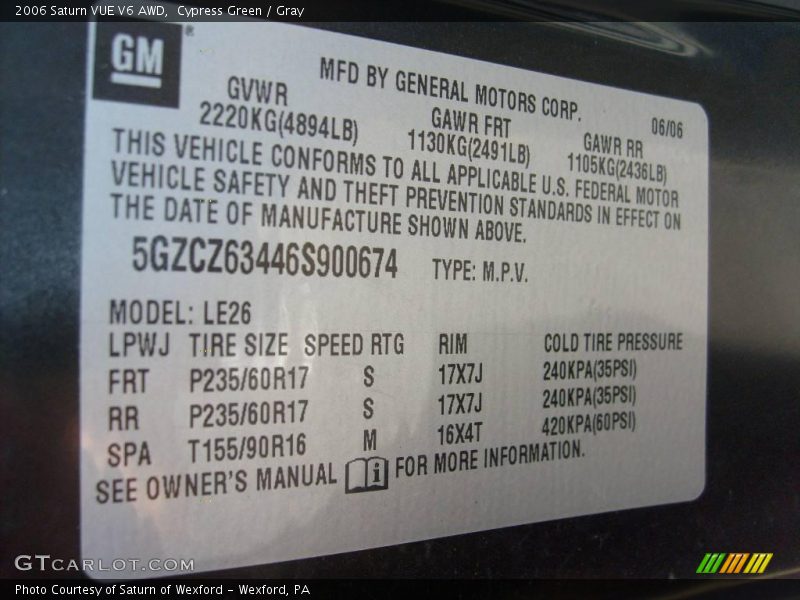 2006 Saturn VUE V6 AWD, Cypress Green / Gray
GM®
MFD BY GENERAL MOTORS CORP.
06/06
GVWR GAWR FRT GAWR RR
2220KG(4894LB) 1130KG(2491LB) 1105KG(2436LB)
THIS VEHICLE CONFORMS TO ALL APPLICABLE U.S. FEDERAL MOTOR
VEHICLE SAFETY AND THEFT PREVENTION STANDARDS IN EFFECT ON
THE DATE OF MANUFACTURE SHOWN ABOVE.
5GZCZ63446S900674 TYPE: M.P.V.
MODEL: LE26
LPWJ TIRE SIZE SPEED RTG RIM COLD TIRE PRESSURE
FRT P235/60R17 S 17X7J 240KPA(35PSI)
RR P235/60R17 S 17X7J 240KPA(35PSI)
SPA T155/90R16 M 16X4T 420KPA(60PSI)
SEE OWNER'S MANUAL i FOR MORE INFORMATION.
GTCARLOT.COM
Photo Courtesy of Saturn of Wexford – Wexford, PA